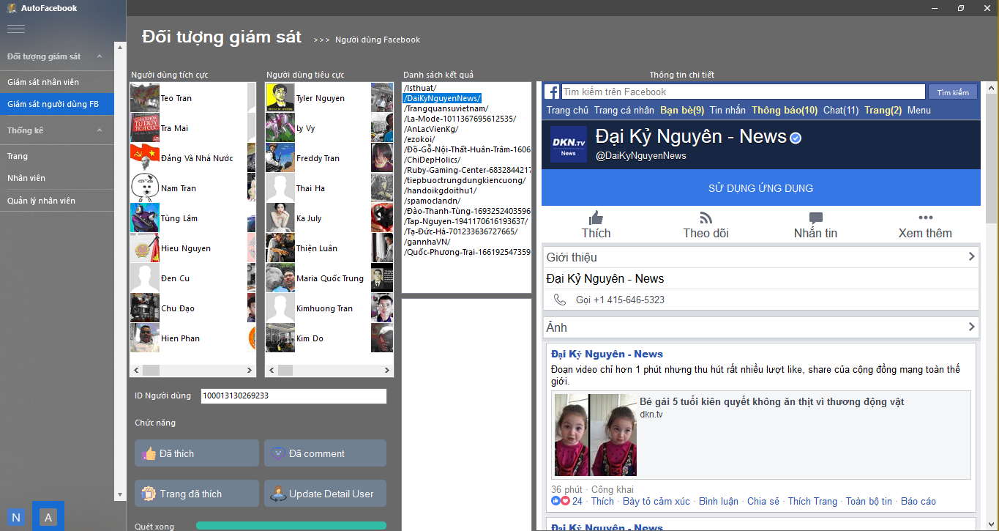 AutoFacebook
Đối tượng giám sát
Giám sát nhân viên
Giám sát người dùng FB
Thống kê
Trang
Nhân viên
Quản lý nhân viên
N
A
Đối tượng giám sát >>> Người dùng Facebook
Người dùng tích cực
Teo Tran
Tra Mai
Đảng Và Nhà Nước
Nam Tran
Tùng Lâm
Hieu Nguyen
Đen Cu
Chu Đạo
Hien Phan
Người dùng tiêu cực
Tyler Nguyen
Ly Vy
Freddy Tran
Thai Ha
Ka July
Thiện Luân
Maria Quốc Trung
Kimhuong Tran
Kim Do
ID Người dùng 100013130269233
Chức năng
Đã thích
Đã comment
Trang đã thích
Update Detail User
Quét xong
Danh sách kết quả
/lsthuat/
/DaiKyNguyenNews/
/Trangquansuvietnam/
/La-Mode-1011367695612535/
/AnLacVienKg/
/ezokoi/
/Đồ-Gỗ-Nội-Thất-Huân-Trâm-1606
/ChiDepHolics/
/Ruby-Gaming-Center-6832844217
/tiepbuoctrungdungkiencuong/
/handoikgdoithu1/
/spamoclandn/
/Đào-Thanh-Tùng-1693252403596
/Tap-Nguyen-1941170616193637/
/Tạ-Đức-Hà-701233636727665/
/gannhaVN/
/Quốc-Phương-Trại-166192547359
Thông tin chi tiết
Tìm kiếm trên Facebook
Tìm kiếm
Trang chủ Trang cá nhân Bạn bè(9) Tin nhắn Thông báo(10) Chat(11) Trang(2) Menu
DKN.TV
News
Đại Kỷ Nguyên - News
@DaiKyNguyenNews
SỬ DỤNG ỨNG DỤNG
Thích
Theo dõi
Nhắn tin
Xem thêm
Giới thiệu
Đại Kỷ Nguyên - News
Gọi +1 415-646-5323
Ảnh
Đại Kỷ Nguyên - News
Đoạn video chỉ hơn 1 phút nhưng thu hút rất nhiều lượt like, share của cộng đồng mạng toàn thế
giới.
Bé gái 5 tuổi kiên quyết không ăn thịt vì thương động vật
dkn.tv
36 phút · Công khai
24 · Thích · Bày tỏ cảm xúc · Bình luận · Chia sẻ · Thích Trang · Toàn bộ tin · Báo cáo
Đại Kỷ Nguyên - News